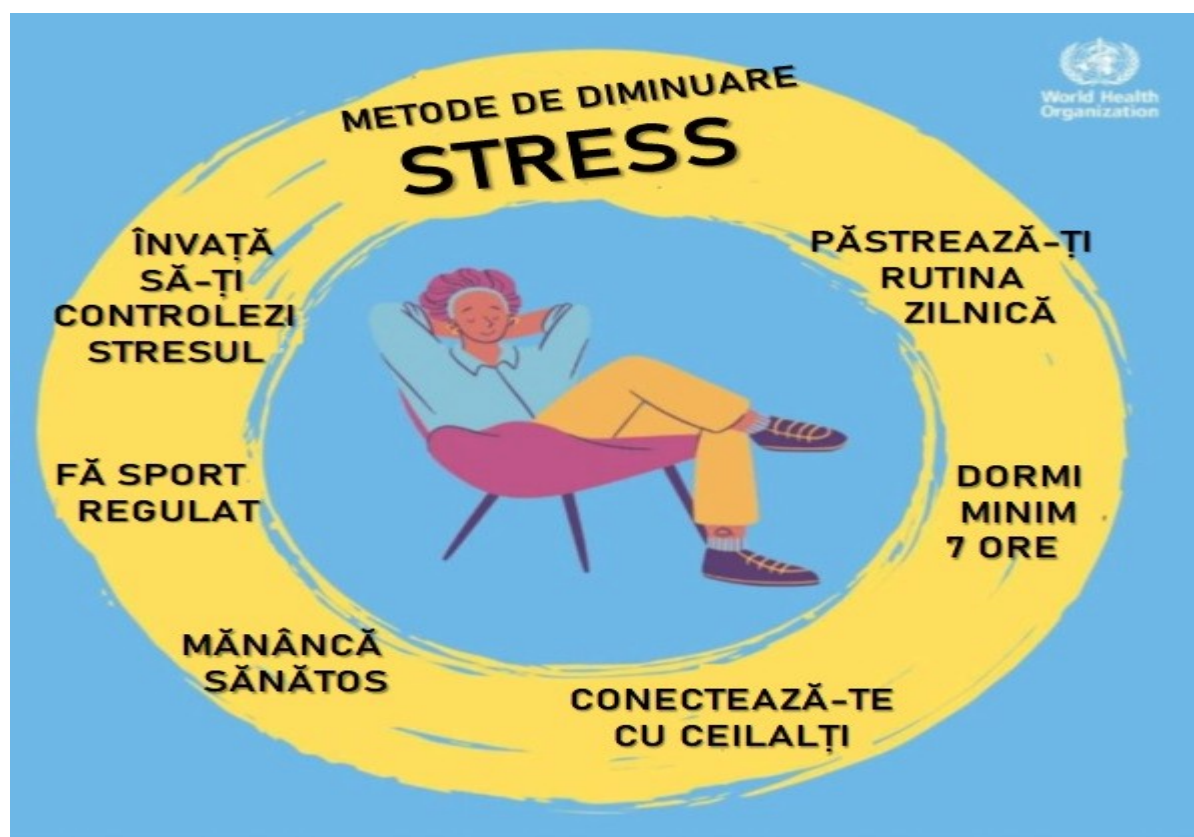 METODE DE DIMINUARE
STRESS
World Health
Organization
PĂSTREAZĂ-ȚI
RUTINA
ZILNICĂ
DORMI
MINIM
7 ORE
CONECTEAZĂ-TE
CU CEILALȚI
MĂNÂNCĂ
SĂNĂTOS
FĂ SPORT
REGULAT
ÎNVAȚĂ
SĂ-ȚI
CONTROLEZI
STRESUL